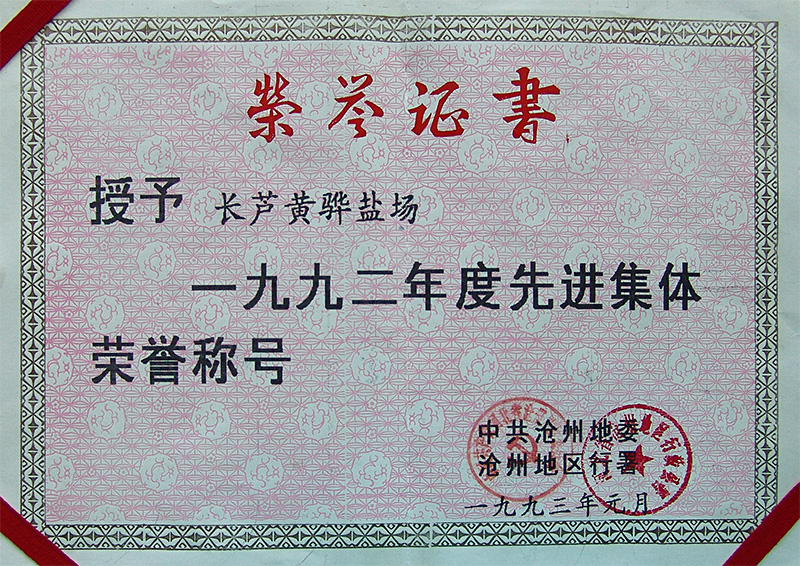 荣誉证书
授予 长芦黄骅盐场
一九九二年度先进集体
荣誉称号
中共沧州地委
沧州地区行署
一九九三年元月